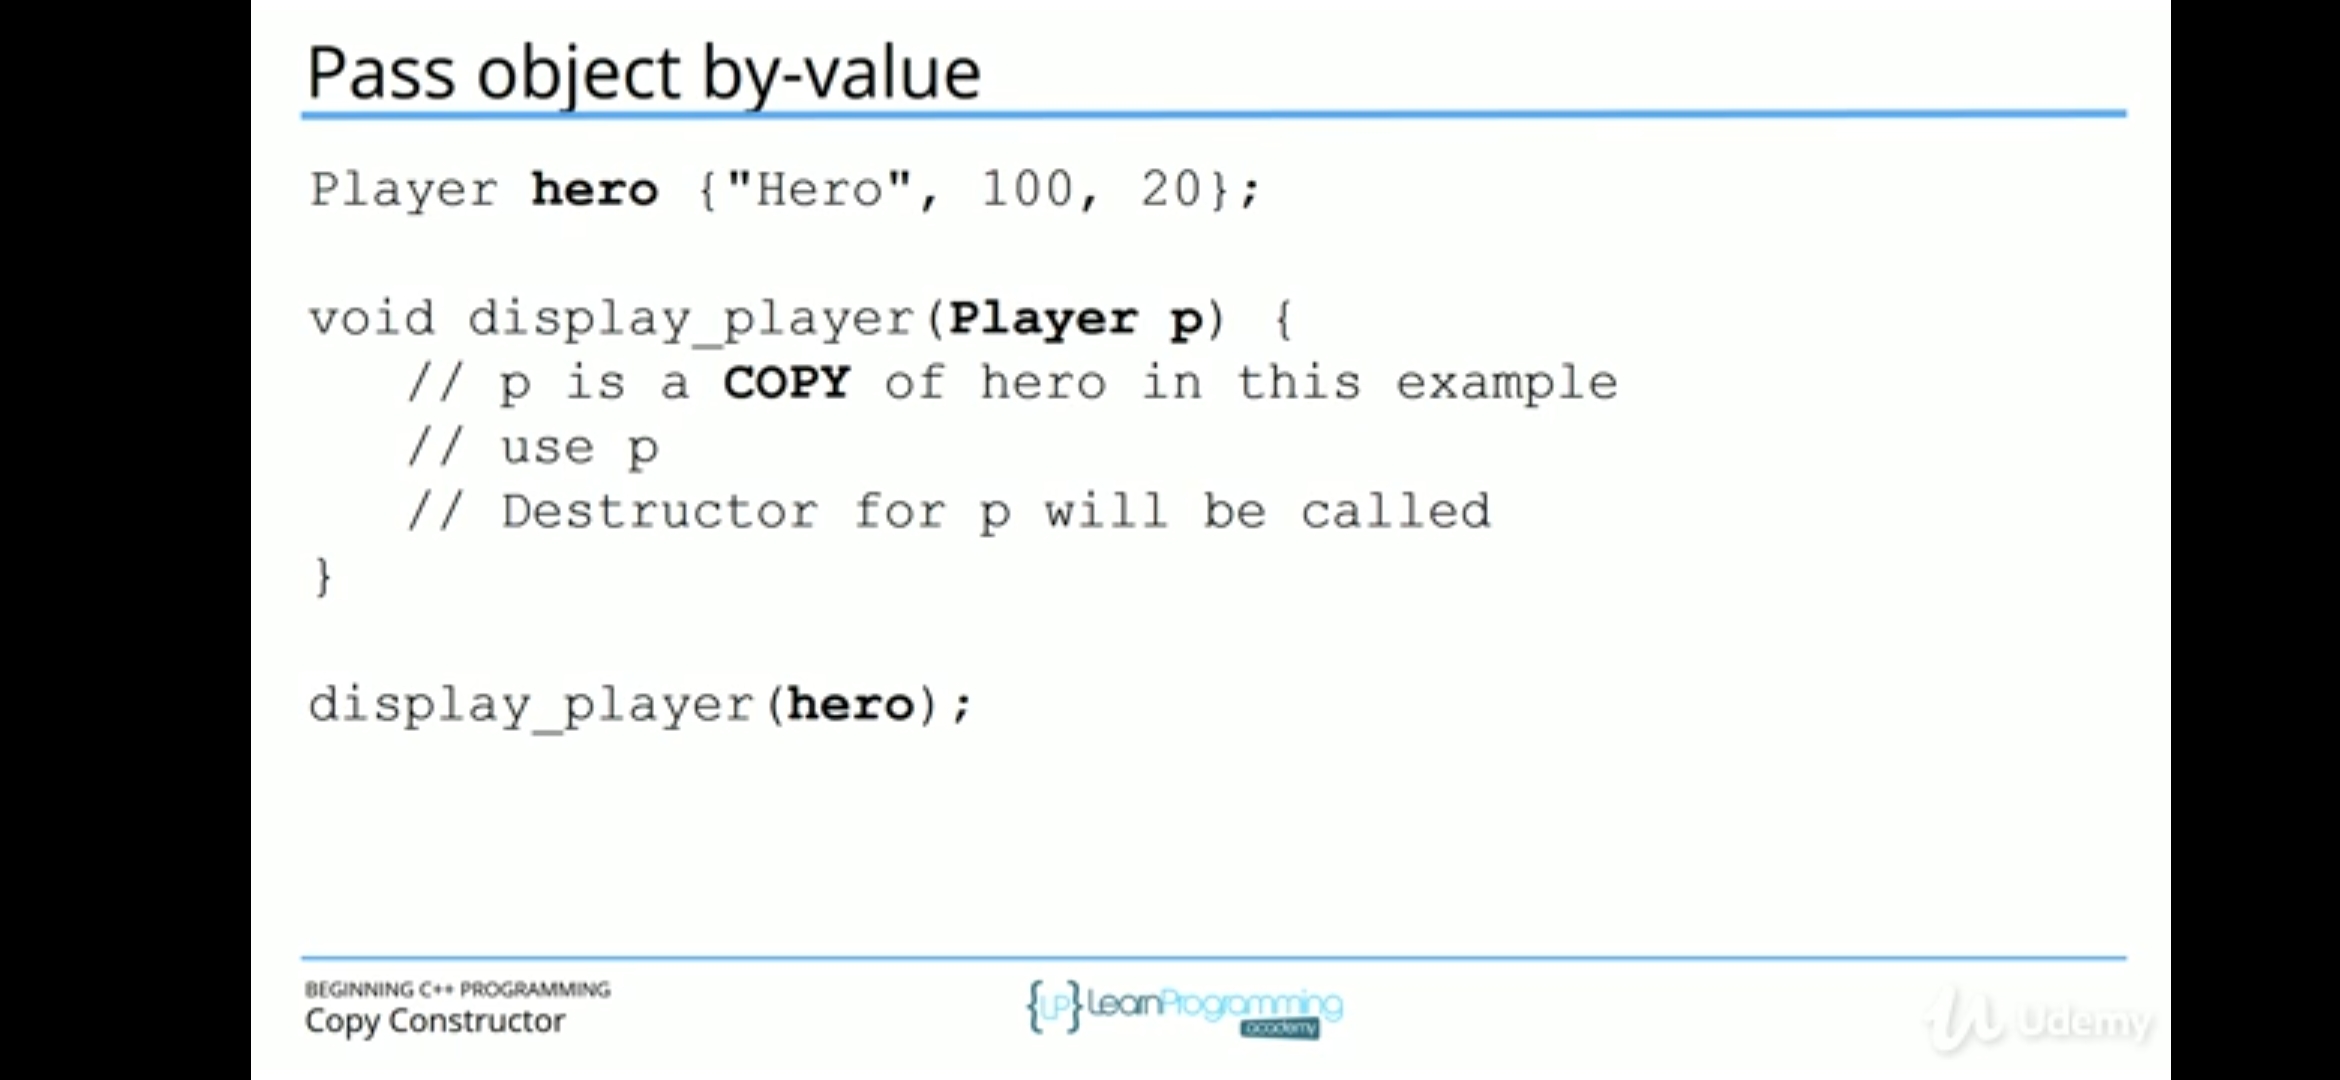 Pass object by-value
Player hero {"Hero", 100, 20};
void display_player(Player p) {
// p is a COPY of hero in this example
// use p
// Destructor for p will be called
}
display_player(hero);
BEGINNING C++ PROGRAMMING
Copy Constructor
{LP} LearnProgramming
academy
Udemy